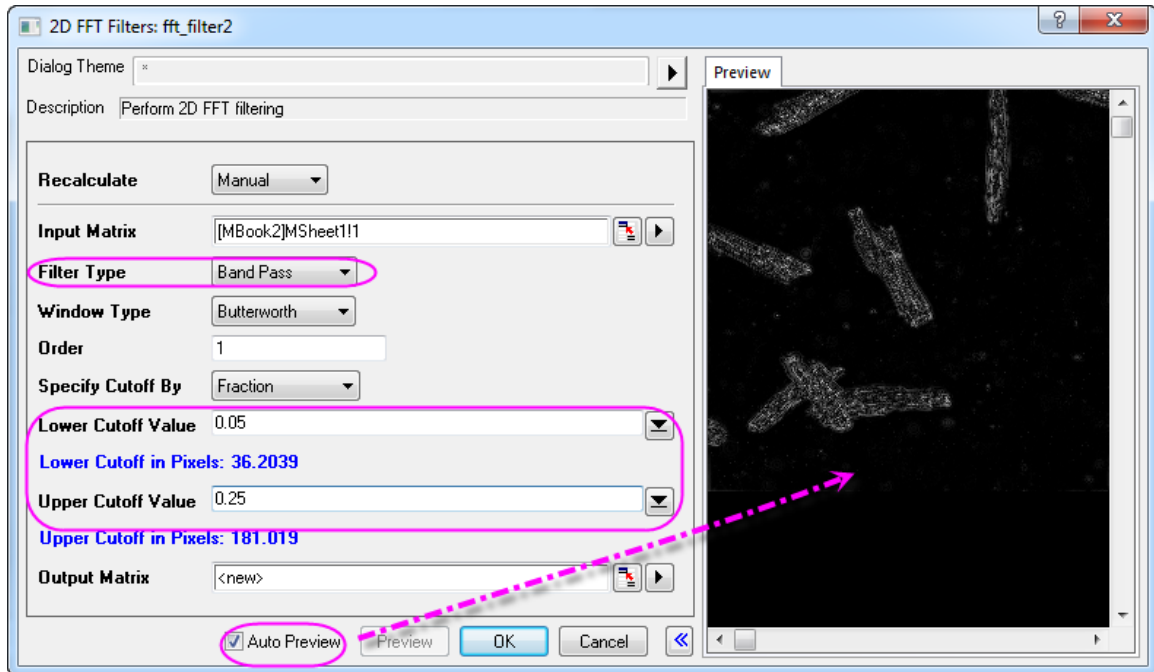 2D FFT Filters: fft_filter2
Dialog Theme *
Description Perform 2D FFT filtering
Recalculate Manual
Input Matrix [MBook2]MSheet1!1
Filter Type Band Pass
Window Type Butterworth
Order 1
Specify Cutoff By Fraction
Lower Cutoff Value 0.05
Lower Cutoff in Pixels: 36.2039
Upper Cutoff Value 0.25
Upper Cutoff in Pixels: 181.019
Output Matrix <new>
Auto Preview Preview OK Cancel
Preview